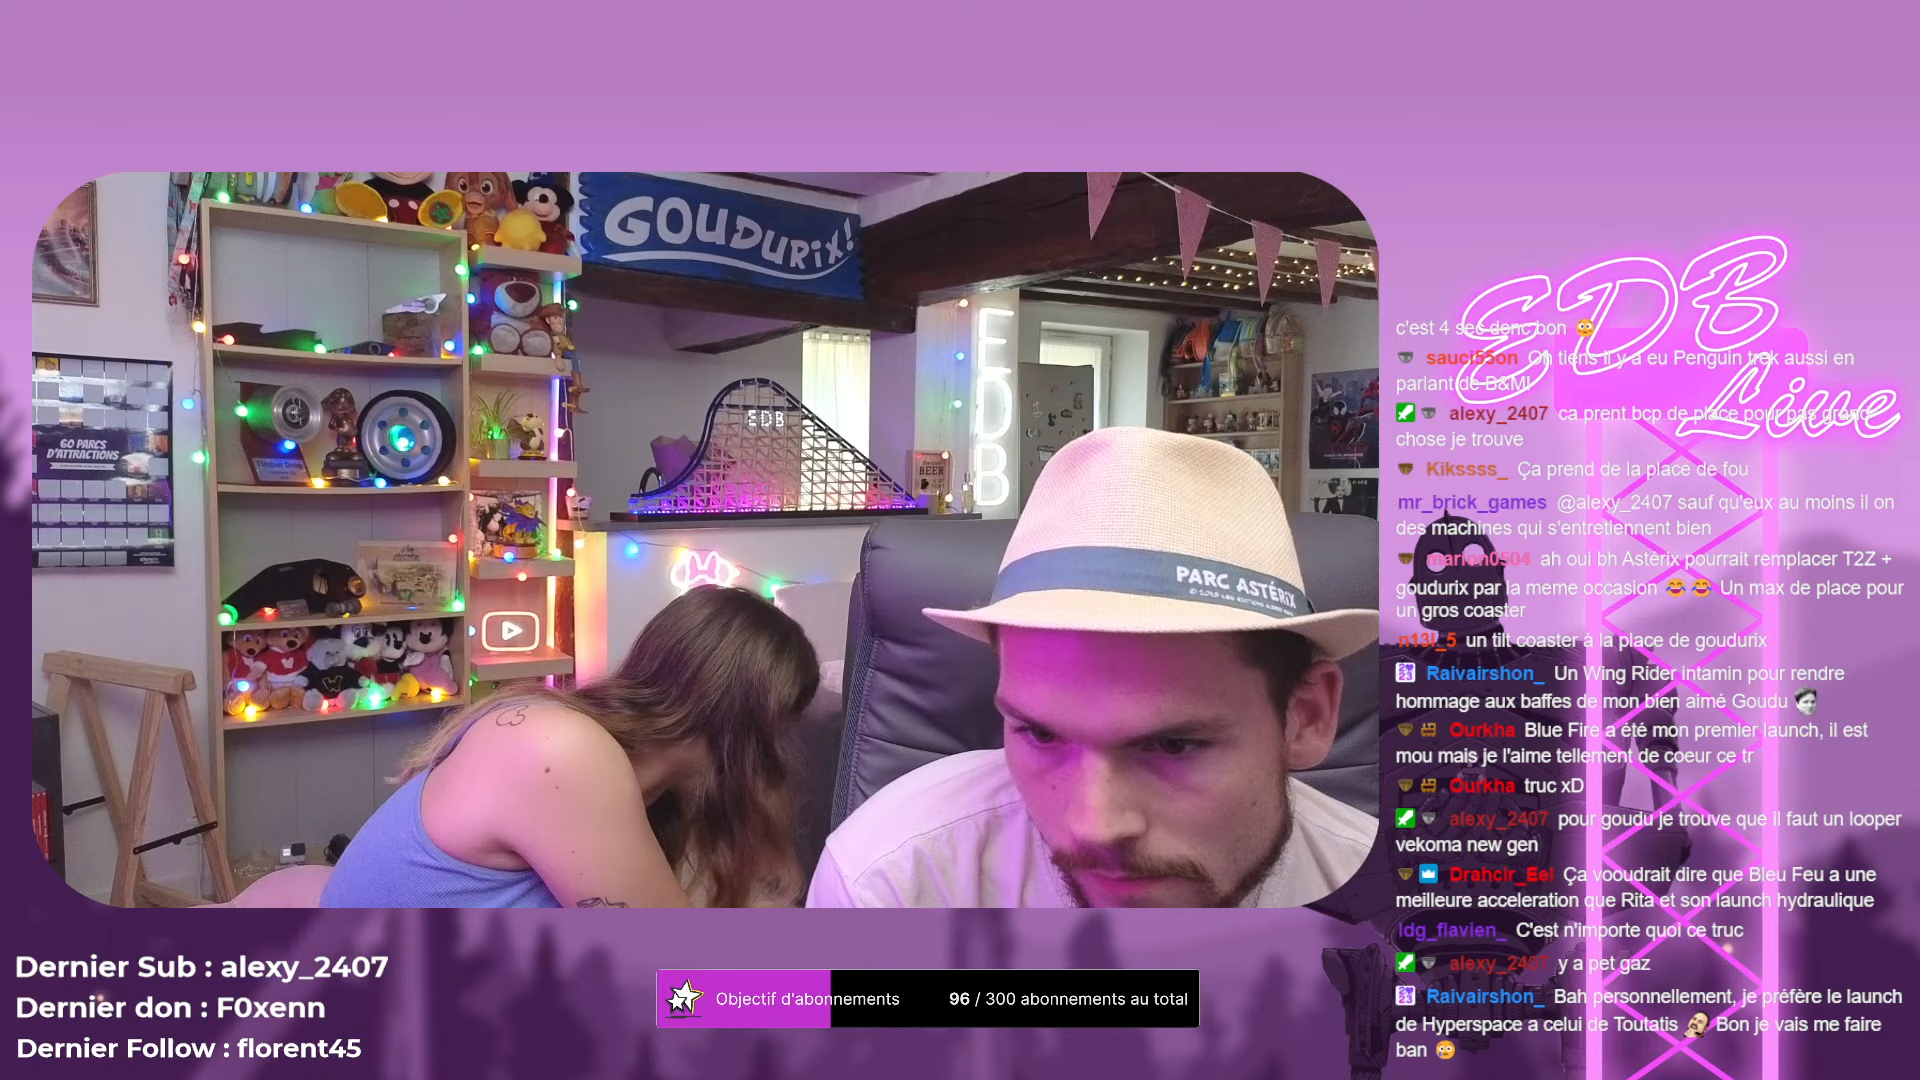 GOUDURIX!
EDB
60 PARCS
D'ATTRACTIONS
EDB
Timber Drop
BEER
PARC ASTÉRIX
W
EDB
Live
c'est 4 sec donc bon 😳
sauci55on Oh tiens il y a eu Penguin trek aussi en
parlant de B&M!
alexy_2407 ca prent bcp de place pour pas grand
chose je trouve
Kikssss_ Ça prend de la place de fou
mr_brick_games @alexy_2407 sauf qu'eux au moins il on
des machines qui s'entretiennent bien
marion0504 ah oui bh Astérix pourrait remplacer T2Z +
goudurix par la meme occasion 😂 😂 Un max de place pour
un gros coaster
n13l_5 un tilt coaster à la place de goudurix
Raivairshon_ Un Wing Rider intamin pour rendre
hommage aux baffes de mon bien aimé Goudu
Ourkha Blue Fire a été mon premier launch, il est
mou mais je l'aime tellement de coeur ce tr
Ourkha truc xD
alexy_2407 pour goudu je trouve que il faut un looper
vekoma new gen
Drahcir_Eel Ça vooudrait dire que Bleu Feu a une
meilleure acceleration que Rita et son launch hydraulique
ldg_flavien_ C'est n'importe quoi ce truc
alexy_2407 y a pet gaz
Raivairshon_ Bah personnellement, je préfère le launch
de Hyperspace a celui de Toutatis Bon je vais me faire
ban 😳
Dernier Sub : alexy_2407
Dernier don : F0xenn
Dernier Follow : florent45
Objectif d'abonnements 96 / 300 abonnements au total